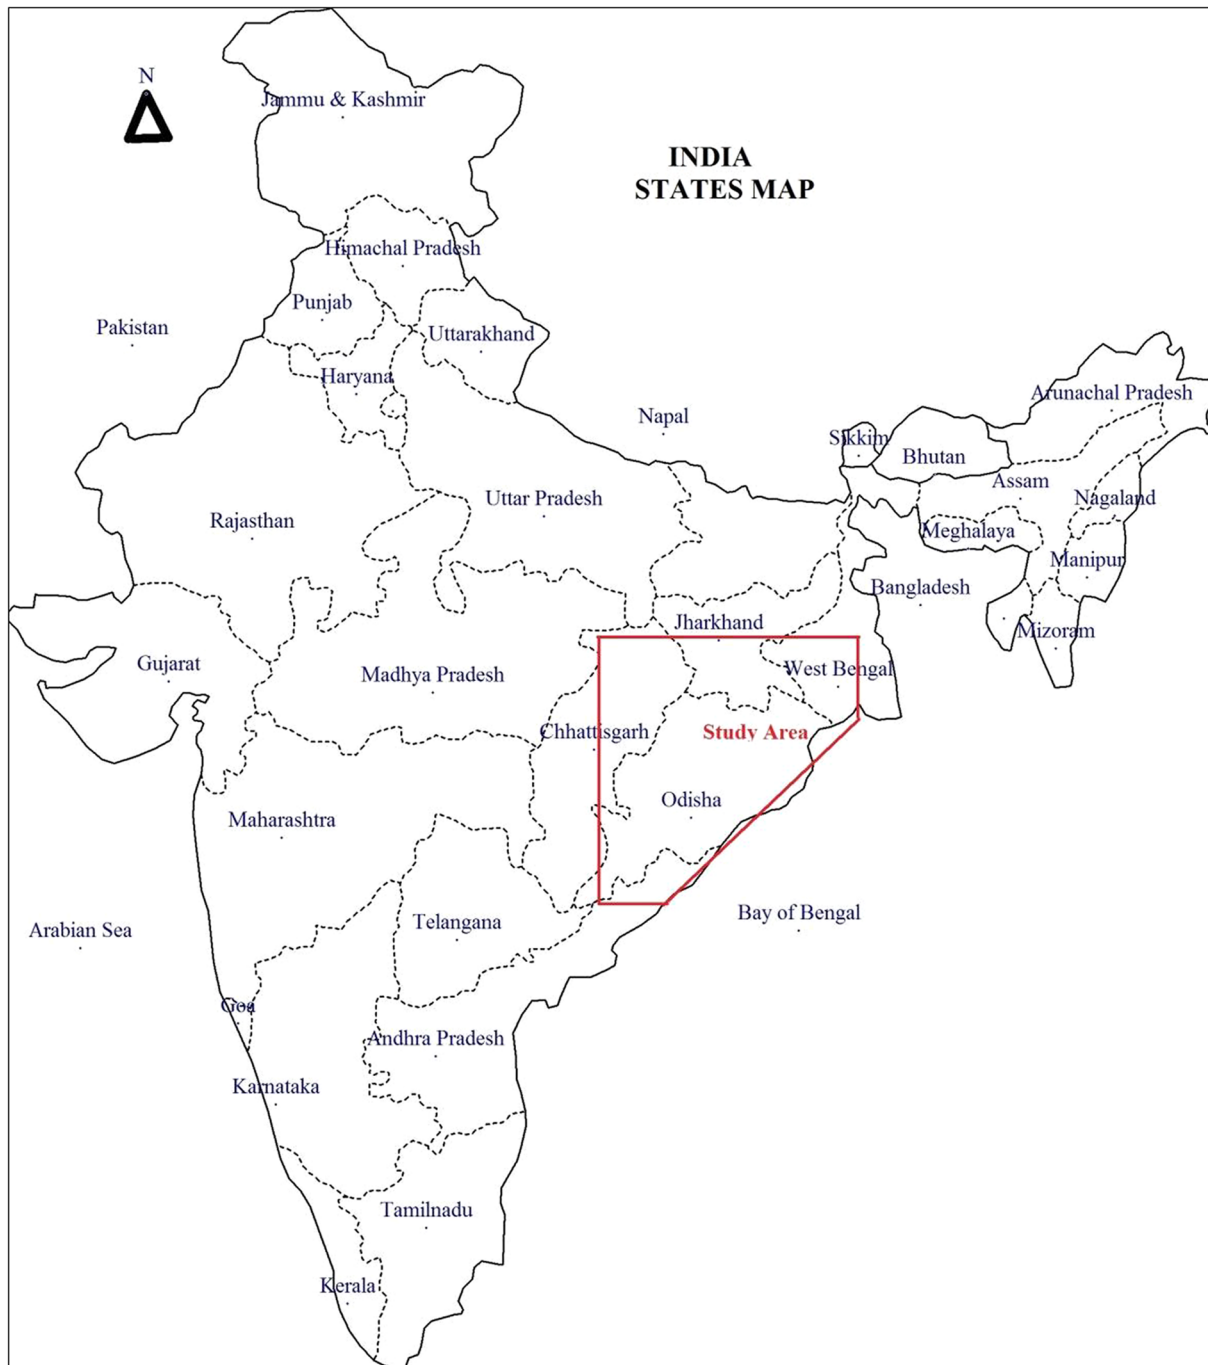 N
Jammu & Kashmir
INDIA
STATES MAP
Himachal Pradesh
Punjab
Pakistan
Uttarakhand
Haryana
Arunachal Pradesh
Napal
Sikkim
Bhutan
Assam
Uttar Pradesh
Nagaland
Rajasthan
Meghalaya
Manipur
Bangladesh
Jharkhand
Mizoram
Gujarat
Madhya Pradesh
West Bengal
Chhattisgarh
Study Area
Odisha
Maharashtra
Bay of Bengal
Telangana
Arabian Sea
Goa
Andhra Pradesh
Karnataka
Tamilnadu
Kerala